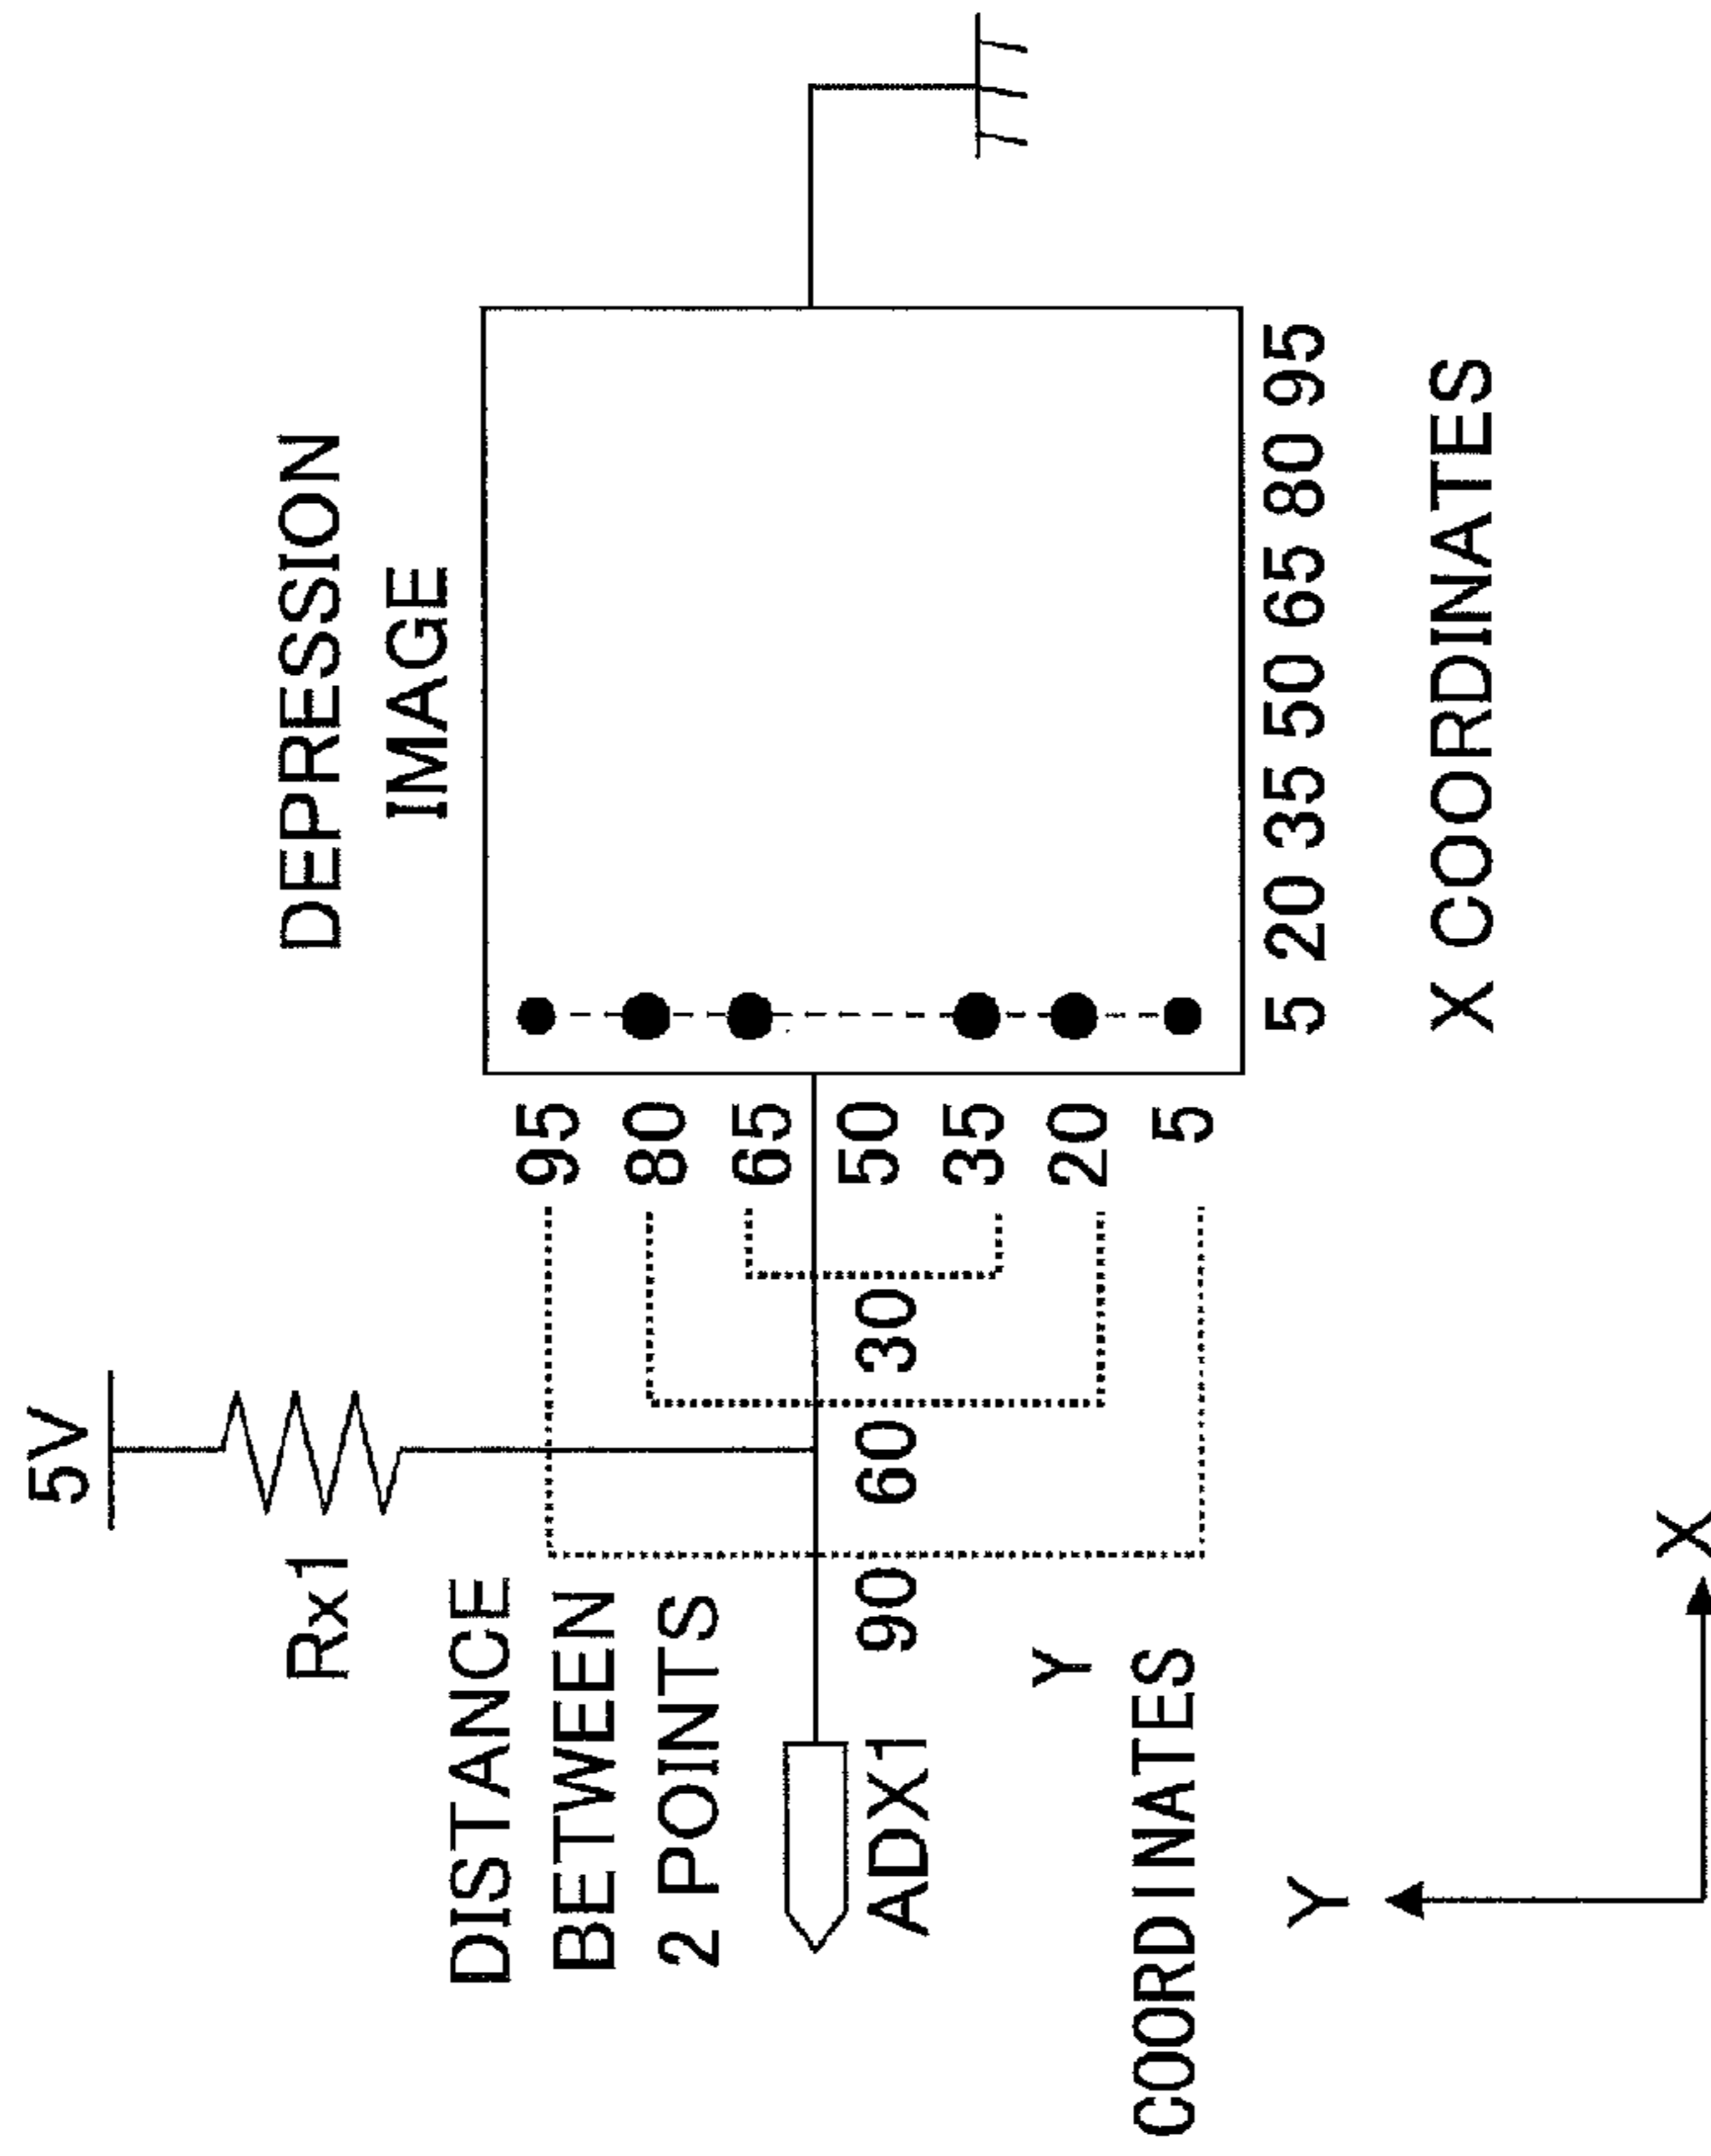 5V
Rx1
DEPRESSION
IMAGE
DISTANCE
BETWEEN
2 POINTS
95
80
65
50
35
20
5
90 60 30
ADX1
Y
COORDINATES
5 20 35 50 65 80 95
X COORDINATES
Y
X